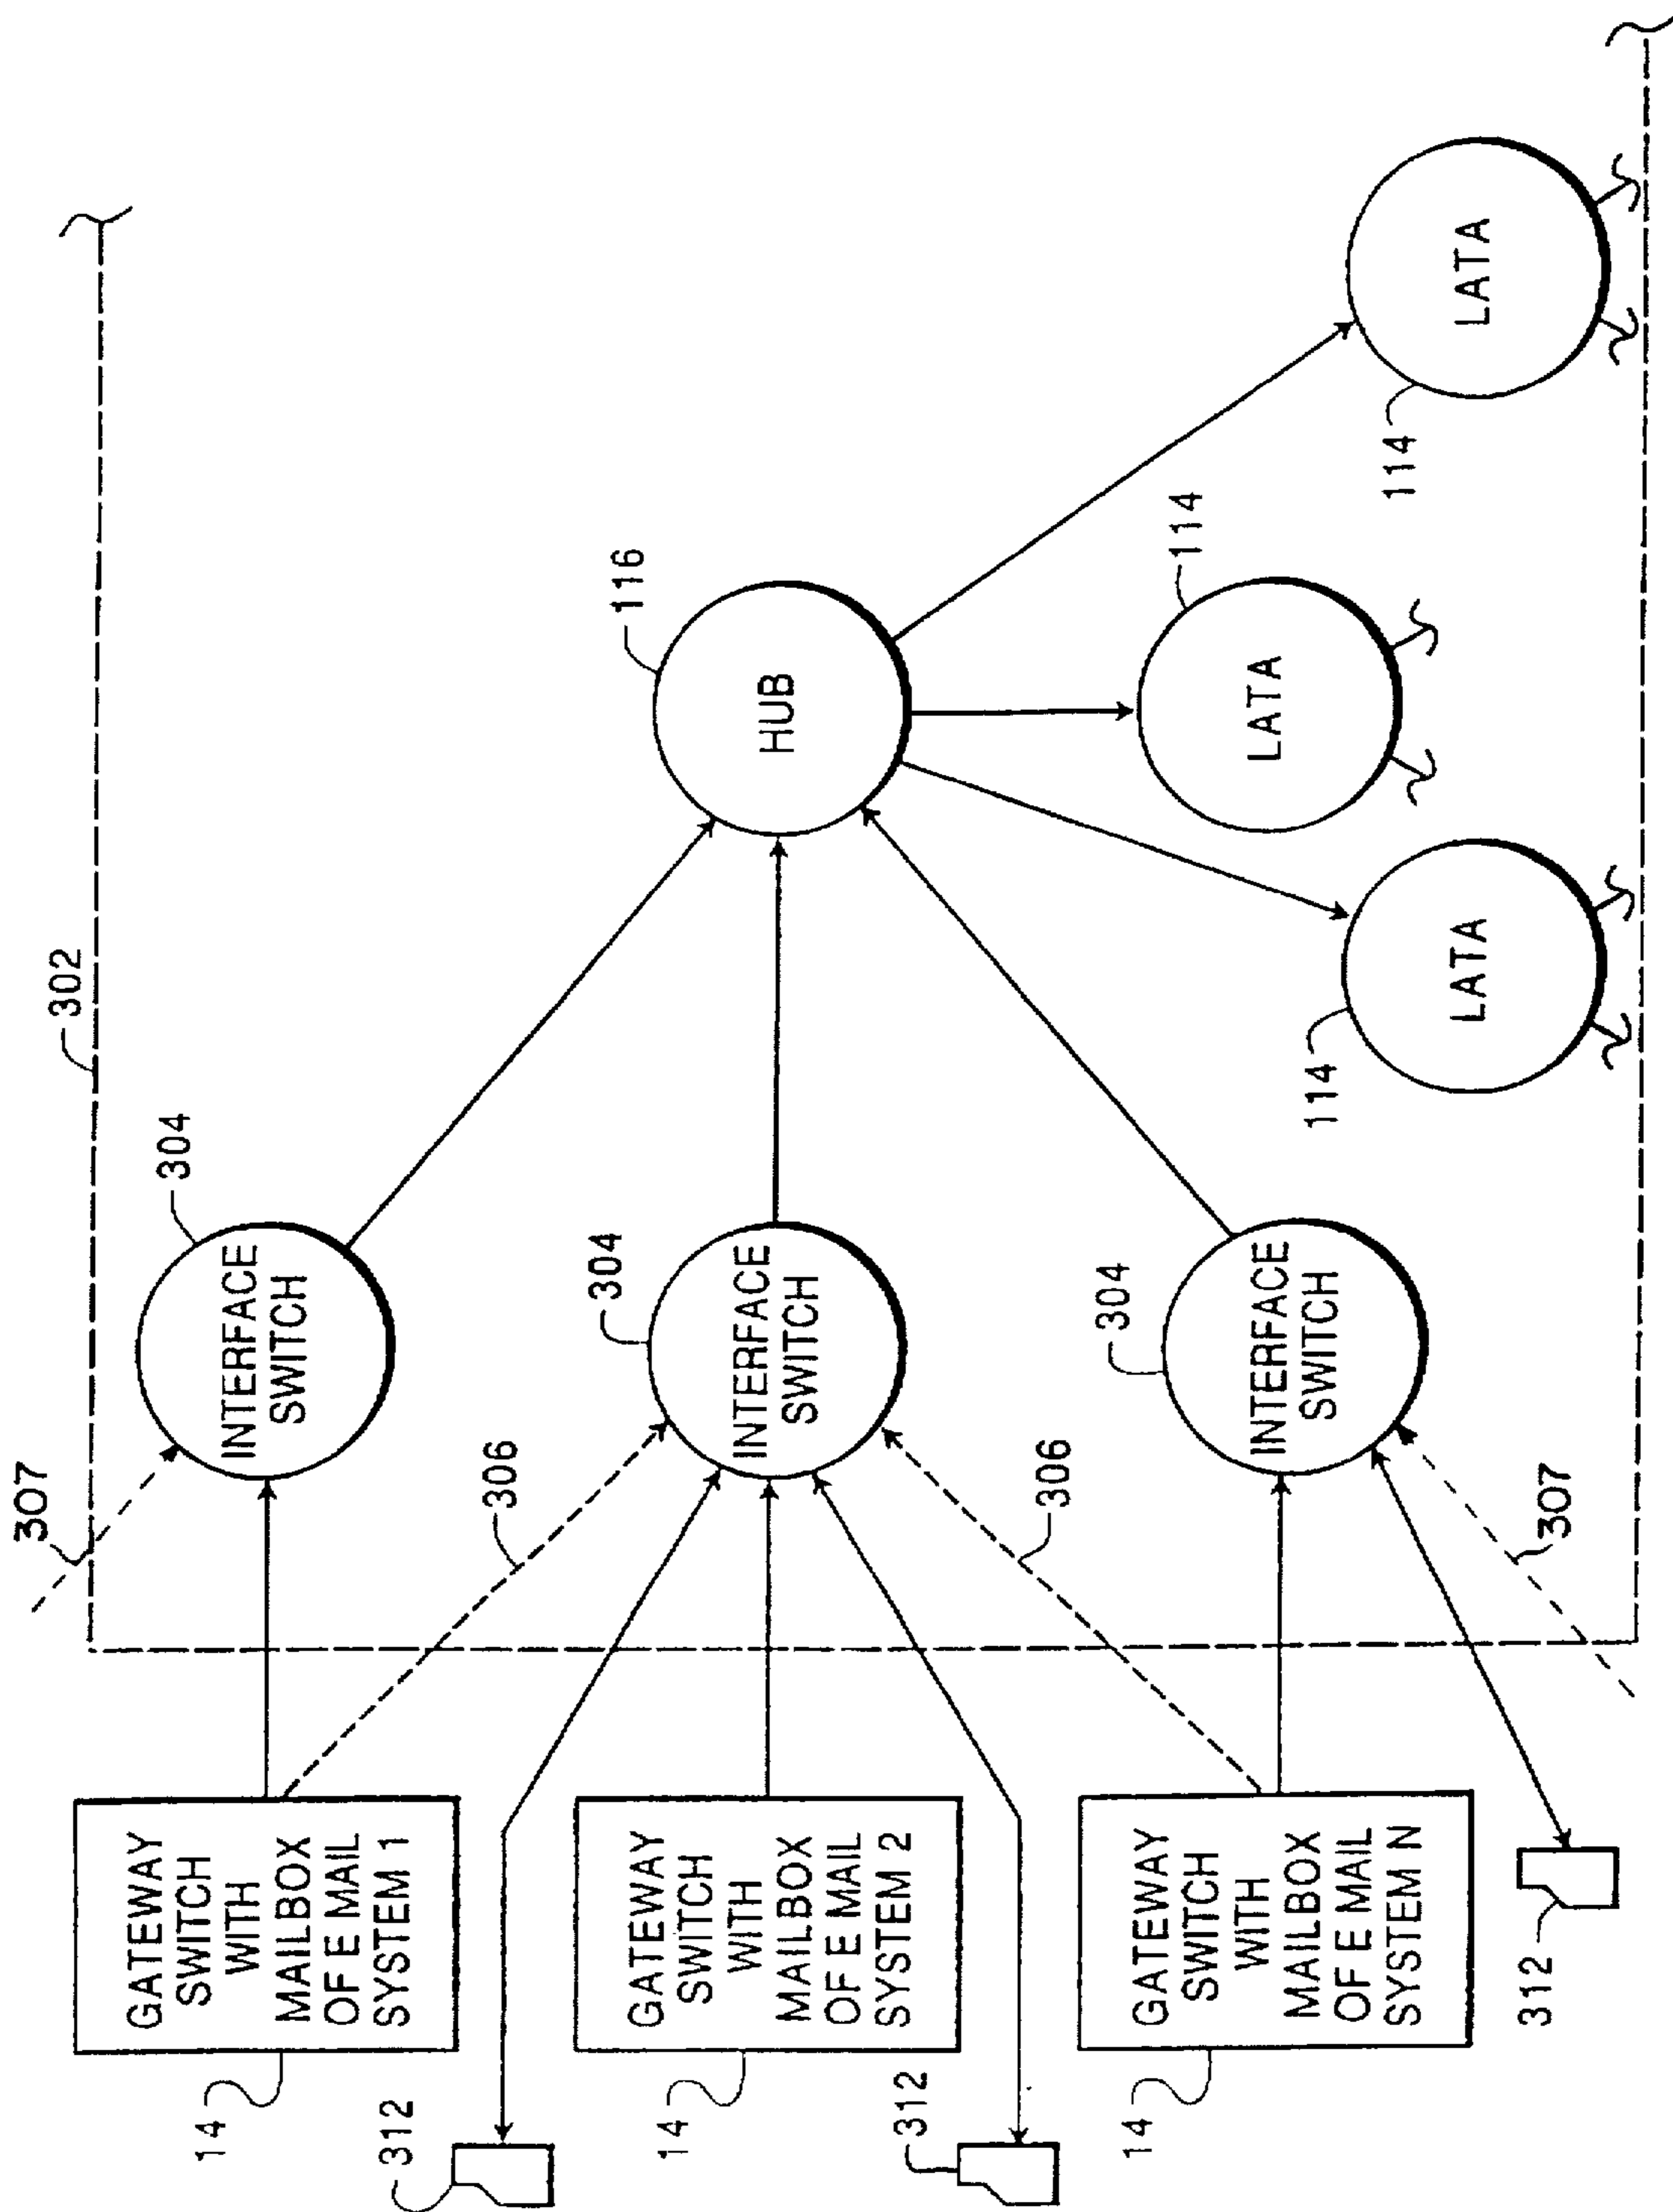 302
307
304
INTERFACE
SWITCH
GATEWAY
SWITCH
WITH
MAILBOX
OF E MAIL
SYSTEM 1
14
306
312
116
HUB
304
INTERFACE
SWITCH
GATEWAY
SWITCH
WITH
MAILBOX
OF E MAIL
SYSTEM 2
14
306
312
114
LATA
304
INTERFACE
SWITCH
GATEWAY
SWITCH
WITH
MAILBOX
OF E MAIL
SYSTEM N
14
307
312
114
LATA
114
LATA